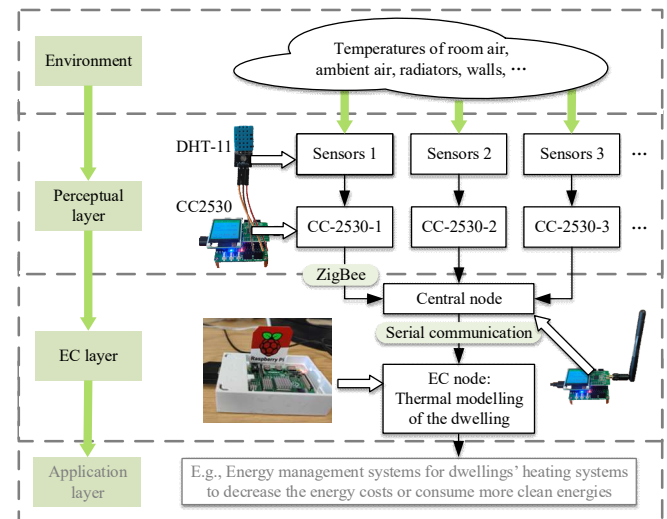 Environment
Temperatures of room air,
ambient air, radiators, walls, ···
DHT-11
Sensors 1
Sensors 2
Sensors 3
···
Perceptual
layer
CC2530
CC-2530-1
CC-2530-2
CC-2530-3
···
ZigBee
Central node
Serial communication
EC layer
Raspberry Pi
EC node:
Thermal modelling
of the dwelling
Application
layer
E.g., Energy management systems for dwellings' heating systems
to decrease the energy costs or consume more clean energies